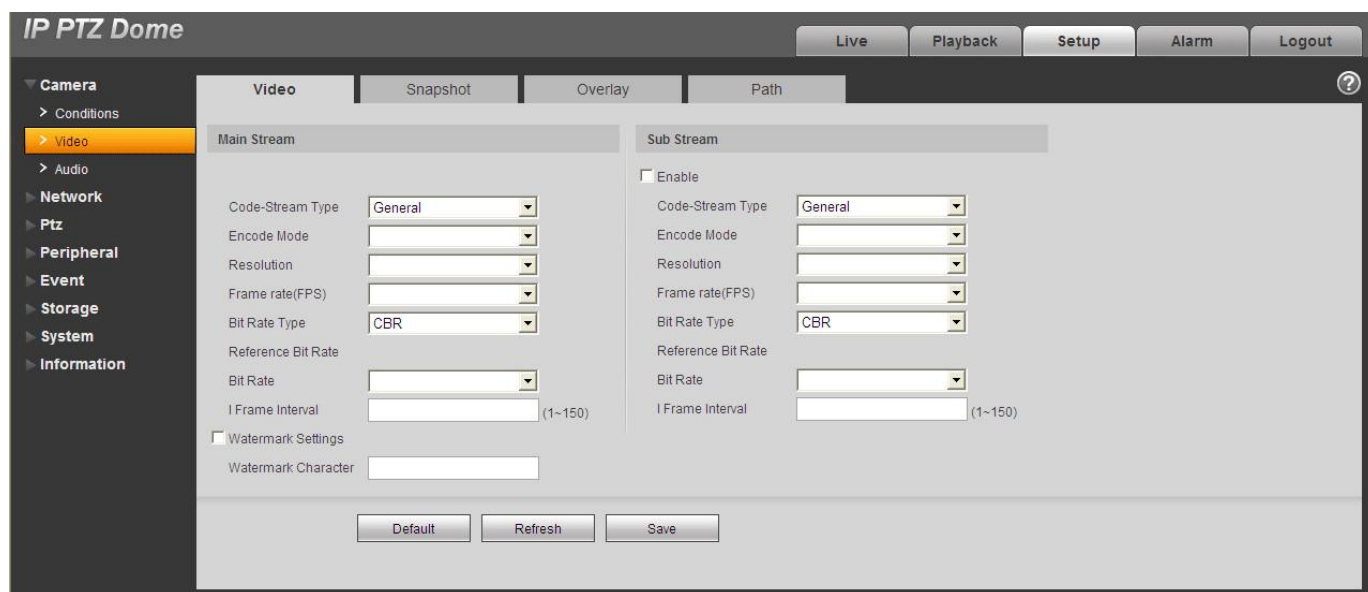 IP PTZ Dome
Live Playback Setup Alarm Logout
Camera
> Conditions
> Video
> Audio
Network
Ptz
Peripheral
Event
Storage
System
Information
Video Snapshot Overlay Path
?
Main Stream
Code-Stream Type General
Encode Mode
Resolution
Frame rate(FPS)
Bit Rate Type CBR
Reference Bit Rate
Bit Rate
I Frame Interval (1~150)
Watermark Settings
Watermark Character
Sub Stream
Enable
Code-Stream Type General
Encode Mode
Resolution
Frame rate(FPS)
Bit Rate Type CBR
Reference Bit Rate
Bit Rate
I Frame Interval (1~150)
Default Refresh Save